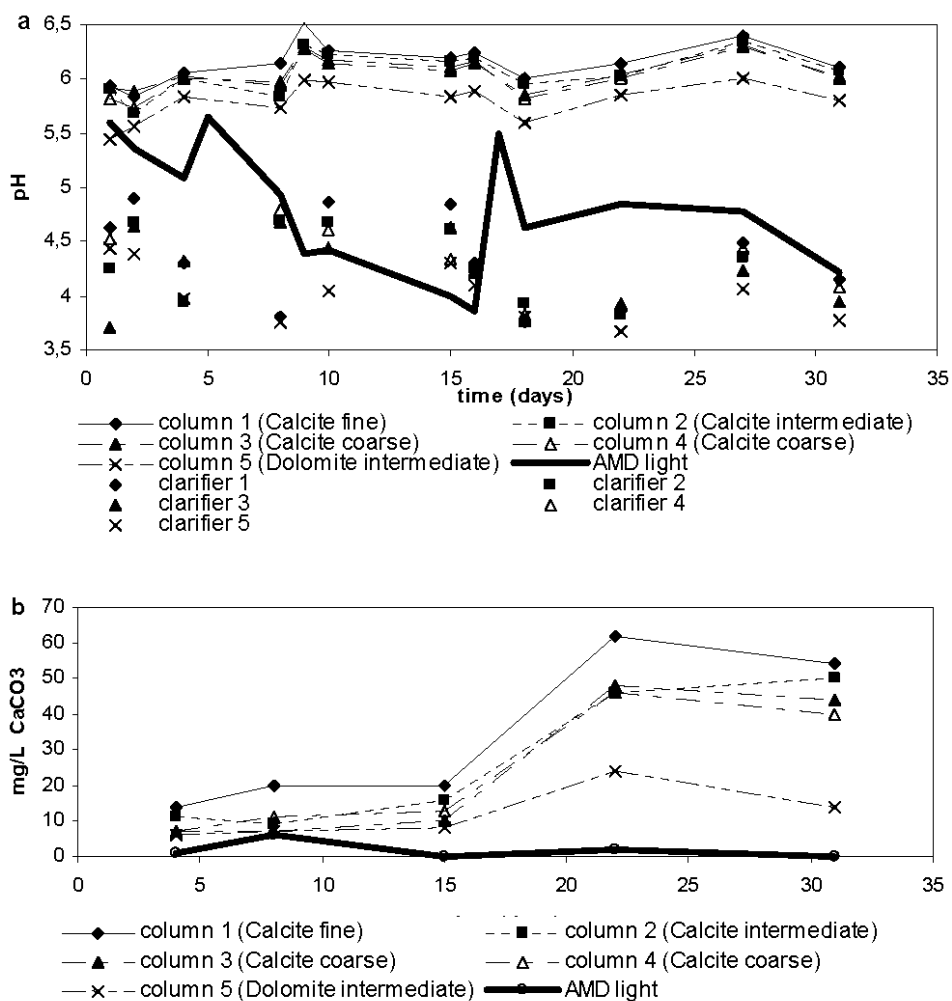 a
6,5
6
5,5
5
4,5
4
3,5
pH
0 5 10 15 20 25 30 35
time (days)
column 1 (Calcite fine) column 2 (Calcite intermediate)
column 3 (Calcite coarse) column 4 (Calcite coarse)
column 5 (Dolomite intermediate) AMD light
clarifier 1 clarifier 2
clarifier 3 clarifier 4
clarifier 5
b
70
60
50
40
30
20
10
0
mg/L CaCO3
0 5 10 15 20 25 30 35
column 1 (Calcite fine) column 2 (Calcite intermediate)
column 3 (Calcite coarse) column 4 (Calcite coarse)
column 5 (Dolomite intermediate) AMD light